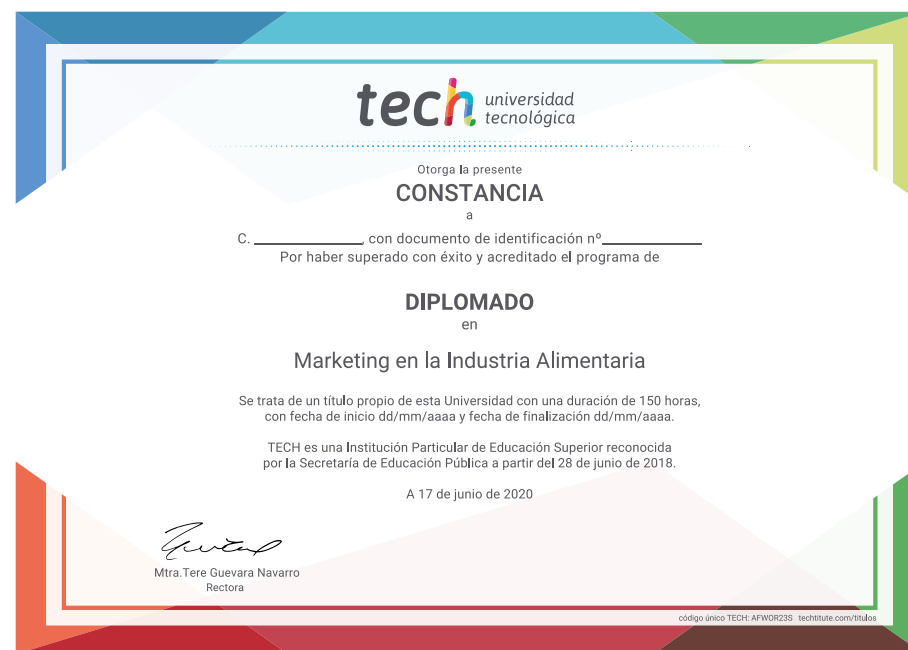 tech universidad
tecnológica
Otorga la presente
CONSTANCIA
a
C. ______________, con documento de identificación nº_____________
Por haber superado con éxito y acreditado el programa de
DIPLOMADO
en
Marketing en la Industria Alimentaria
Se trata de un título propio de esta Universidad con una duración de 150 horas,
con fecha de inicio dd/mm/aaaa y fecha de finalización dd/mm/aaaa.
TECH es una Institución Particular de Educación Superior reconocida
por la Secretaría de Educación Pública a partir del 28 de junio de 2018.
A 17 de junio de 2020
Mtra.Tere Guevara Navarro
Rectora
código único TECH: AFWOR23S techtitute.com/titulos